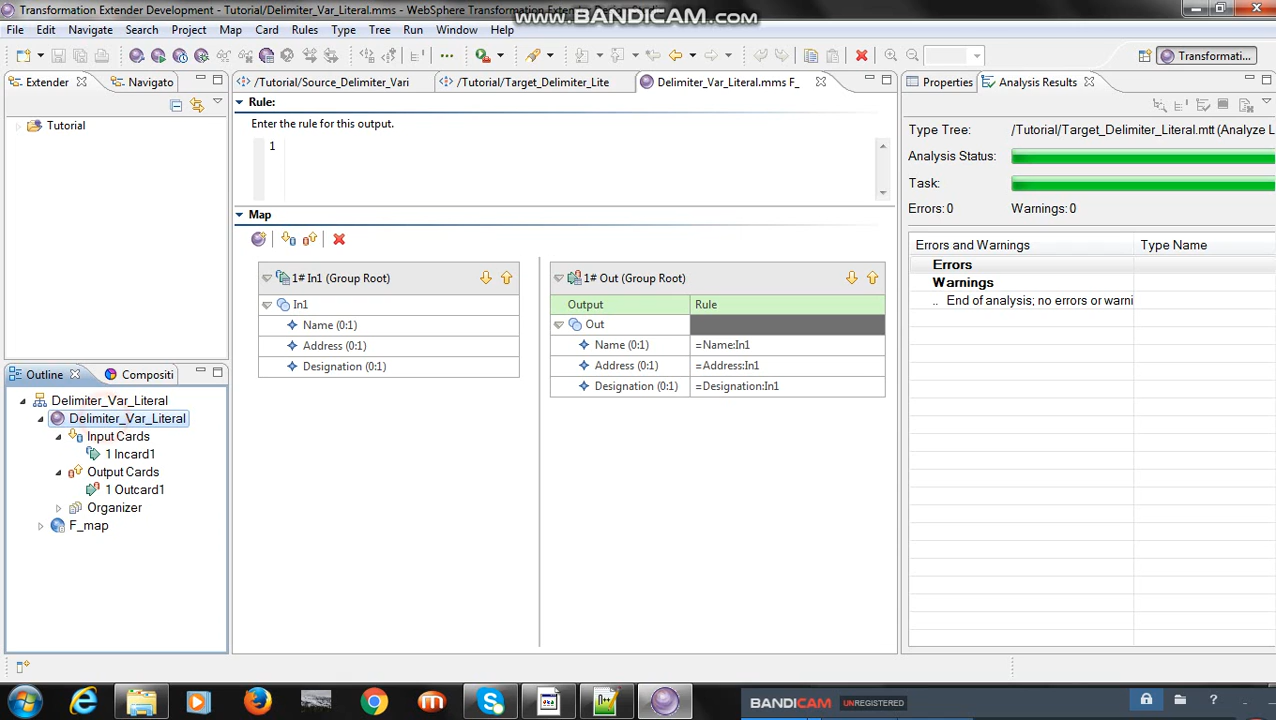 Transformation Extender Development - Tutorial/Delimiter_Var_Literal.mms - WebSphere Transformation Extender Design Studio
www.BANDICAM.com
File Edit Navigate Search Project Map Card Rules Type Tree Run Window Help
Transformati...
Extender Navigato
/Tutorial/Source_Delimiter_Vari /Tutorial/Target_Delimiter_Lite Delimiter_Var_Literal.mms F_
Properties Analysis Results
Tutorial
Rule:
Enter the rule for this output.
1
Map
1# In1 (Group Root)
In1
Name (0:1)
Address (0:1)
Designation (0:1)
1# Out (Group Root)
Output Rule
Out
Name (0:1) =Name:In1
Address (0:1) =Address:In1
Designation (0:1) =Designation:In1
Type Tree: /Tutorial/Target_Delimiter_Literal.mtt (Analyze L
Analysis Status:
Task:
Errors: 0 Warnings: 0
Errors and Warnings Type Name
Errors
Warnings
.. End of analysis; no errors or warni
Outline Compositi
Delimiter_Var_Literal
Delimiter_Var_Literal
Input Cards
1 Incard1
Output Cards
1 Outcard1
Organizer
F_map
BANDICAM UNREGISTERED